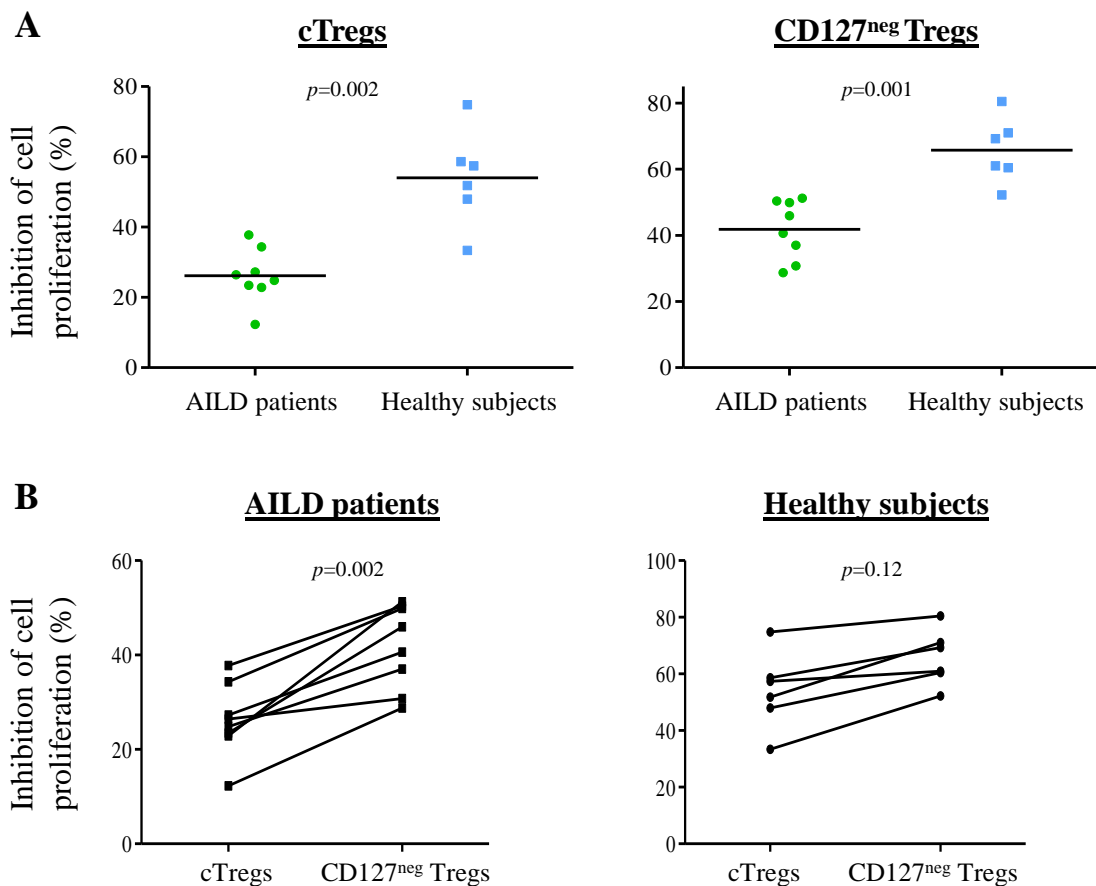 A
cTregs
CD127neg Tregs
p=0.002
p=0.001
Inhibition of cell
proliferation (%)
80
60
40
20
0
80
60
40
20
0
AILD patients
Healthy subjects
AILD patients
Healthy subjects
B
AILD patients
Healthy subjects
p=0.002
p=0.12
Inhibition of cell
proliferation (%)
60
40
20
0
100
80
60
40
20
0
cTregs
CD127neg Tregs
cTregs
CD127neg Tregs